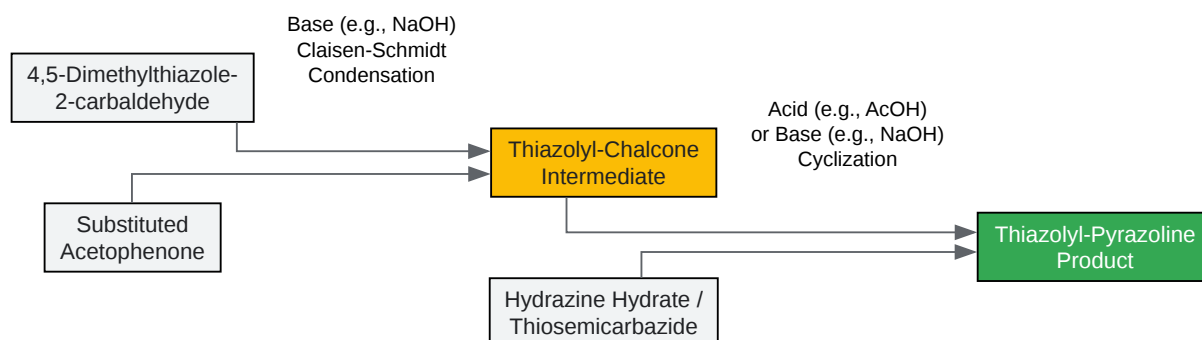 Base (e.g., NaOH)
Claisen-Schmidt
Condensation
4,5-Dimethylthiazole-
2-carbaldehyde
Acid (e.g., AcOH)
or Base (e.g., NaOH)
Cyclization
Thiazolyl-Chalcone
Intermediate
Substituted
Acetophenone
Thiazolyl-Pyrazoline
Product
Hydrazine Hydrate /
Thiosemicarbazide